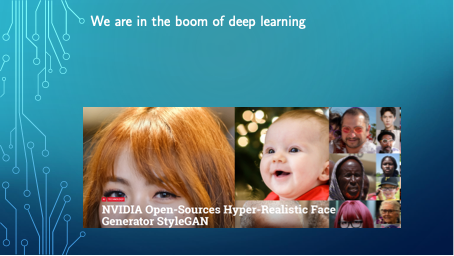 We are in the boom of deep learning
NVIDIA Open-Sources Hyper-Realistic Face
Generator StyleGAN